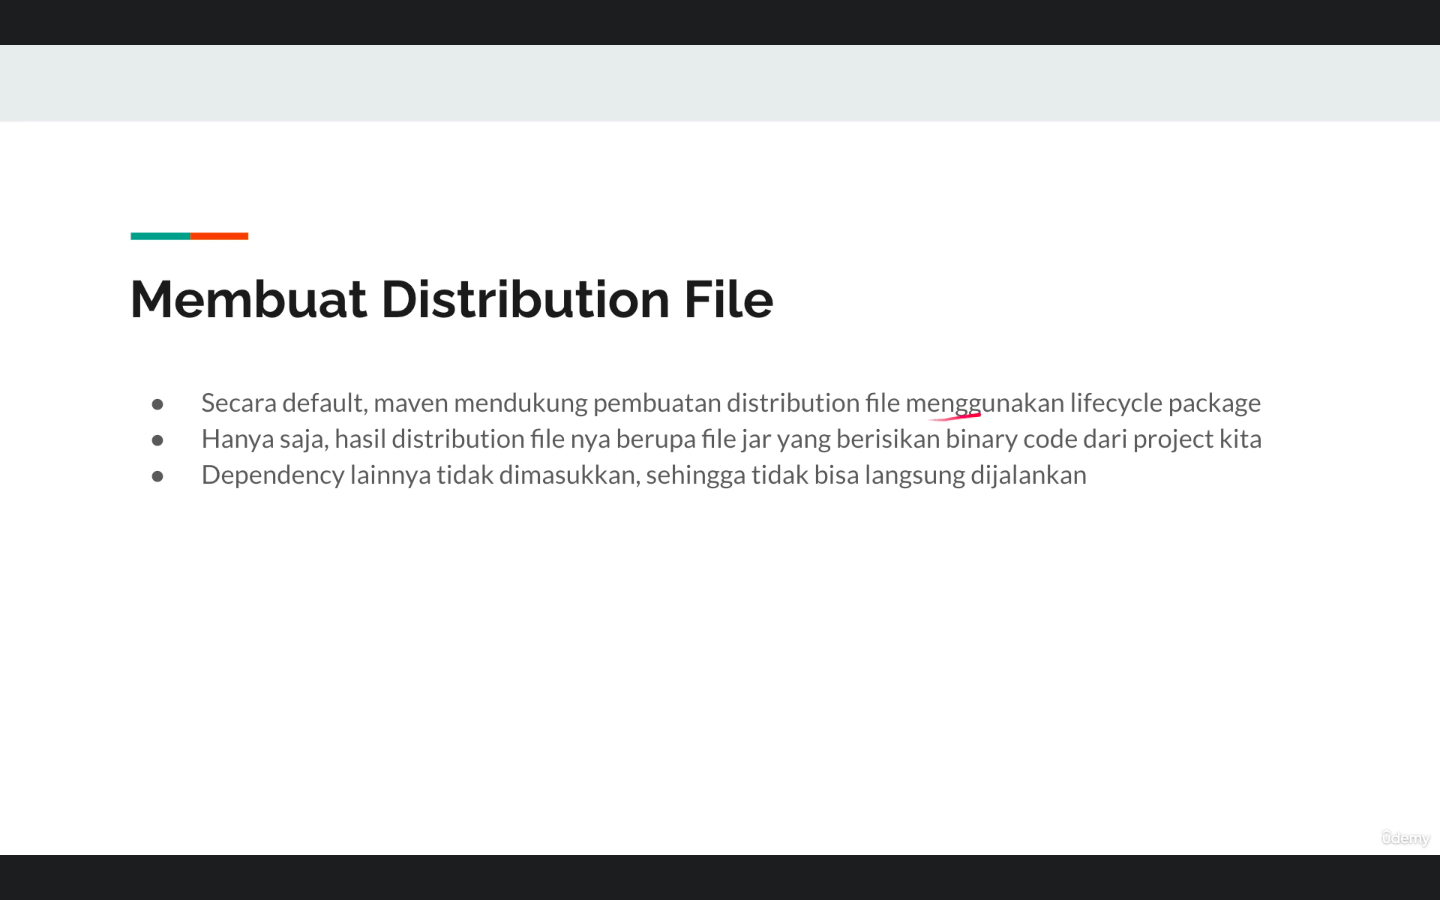 Membuat Distribution File
● Secara default, maven mendukung pembuatan distribution file menggunakan lifecycle package
● Hanya saja, hasil distribution file nya berupa file jar yang berisikan binary code dari project kita
● Dependency lainnya tidak dimasukkan, sehingga tidak bisa langsung dijalankan
ûdemy